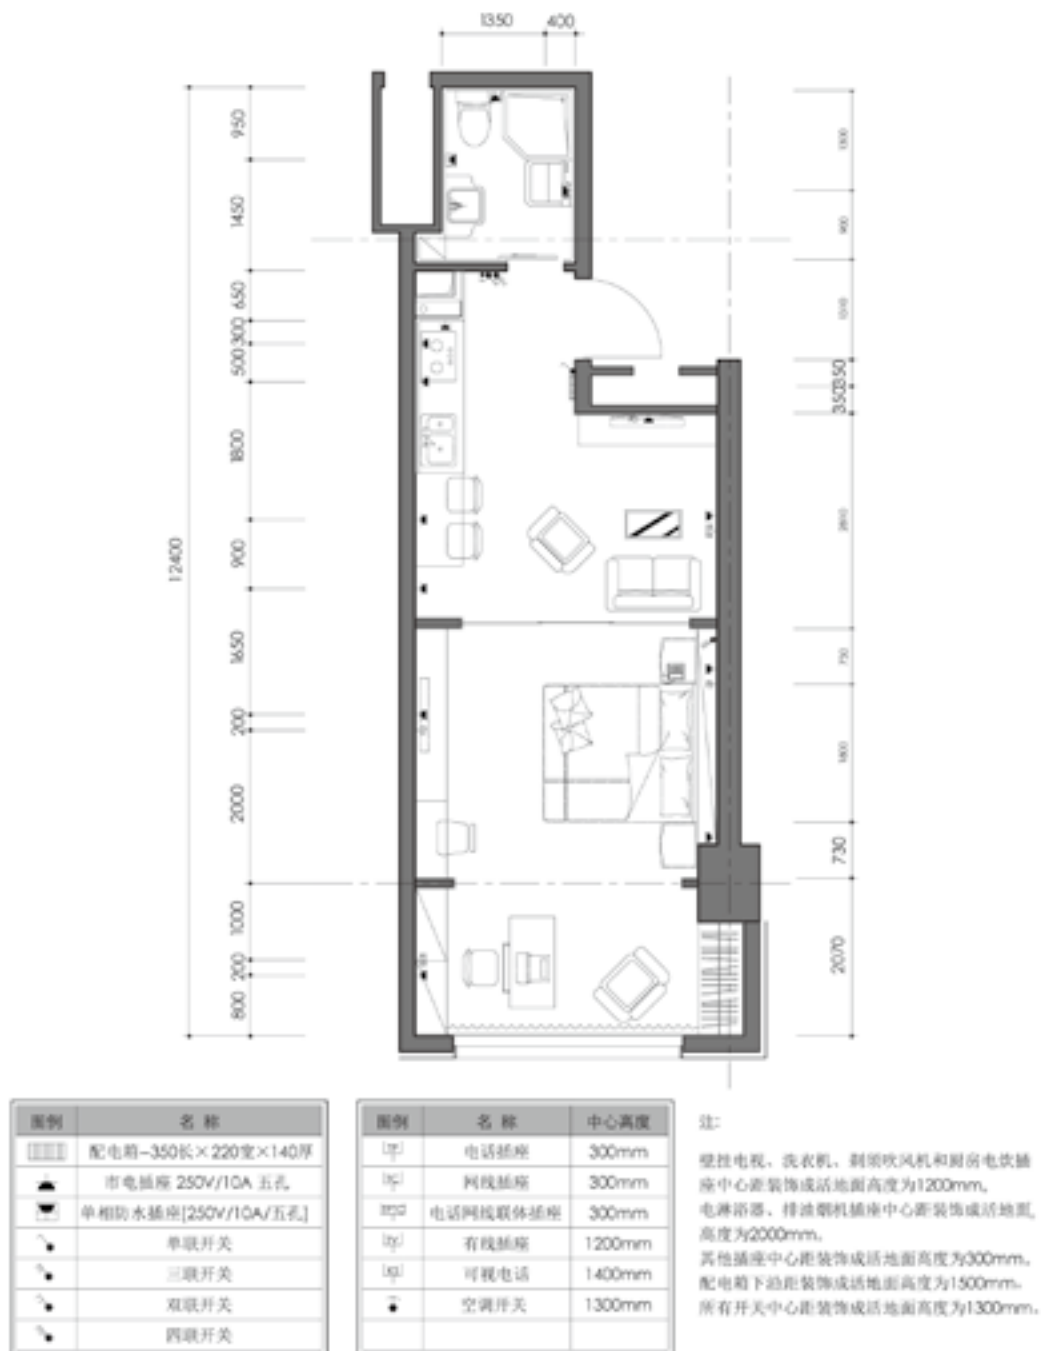 1350 400
950
1450
650
300
500
1800
900
1650
200
2000
1000
200
800
12400
1300
900
1310
350
350
730
1800
730
2070
图例 名 称
配电箱-350长×220宽×140厚
市电插座 250V/10A 五孔
单相防水插座[250V/10A/五孔]
单联开关
三联开关
双联开关
四联开关
图例 名 称 中心高度
电话插座 300mm
网线插座 300mm
电话网线联体插座 300mm
有线插座 1200mm
可视电话 1400mm
空调开关 1300mm
注:
壁挂电视、洗衣机、剃须吹风机和厨房电饮插
座中心距装饰成活地面高度为1200mm。
电淋浴器、排油烟机插座中心距装饰成活地面,
高度为2000mm。
其他插座中心距装饰成活地面高度为300mm。
配电箱下沿距装饰成活地面高度为1500mm。
所有开关中心距装饰成活地面高度为1300mm。